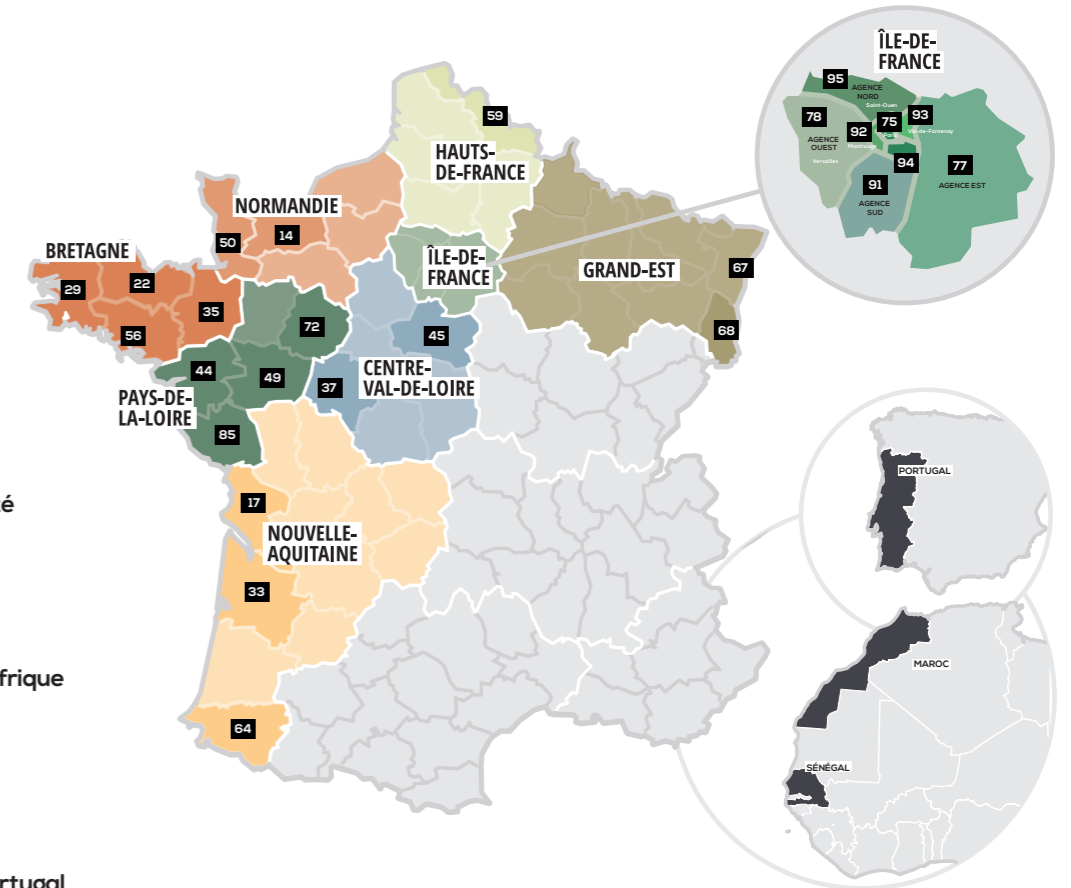 ÎLE-DE-
FRANCE
95
AGENCE
NORD
Saint-Ouen
78
75
93
Paris
92
Val-de-Fontenay
AGENCE
OUEST
Montrouge
Versailles
94
77
91
AGENCE EST
AGENCE
SUD
59
HAUTS-
DE-FRANCE
NORMANDIE
50
14
BRETAGNE
29
22
35
56
ÎLE-DE-
FRANCE
GRAND-EST
67
68
72
45
44
49
37
CENTRE-
VAL-DE-LOIRE
PAYS-DE-
LA-LOIRE
85
17
NOUVELLE-
AQUITAINE
33
64
PORTUGAL
MAROC
SÉNÉGAL
té
frique
rtugal